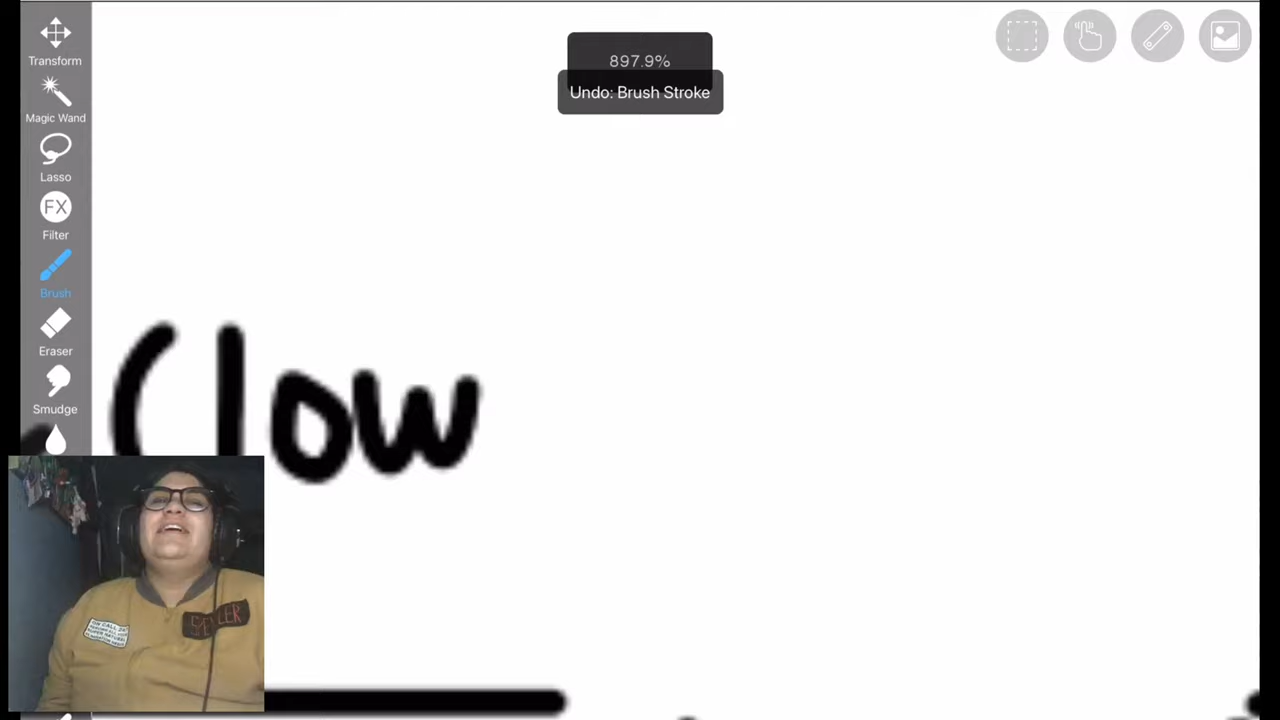 897.9%
Undo: Brush Stroke
Transform
Magic Wand
Lasso
FX
Filter
Brush
Eraser
Smudge
Clow